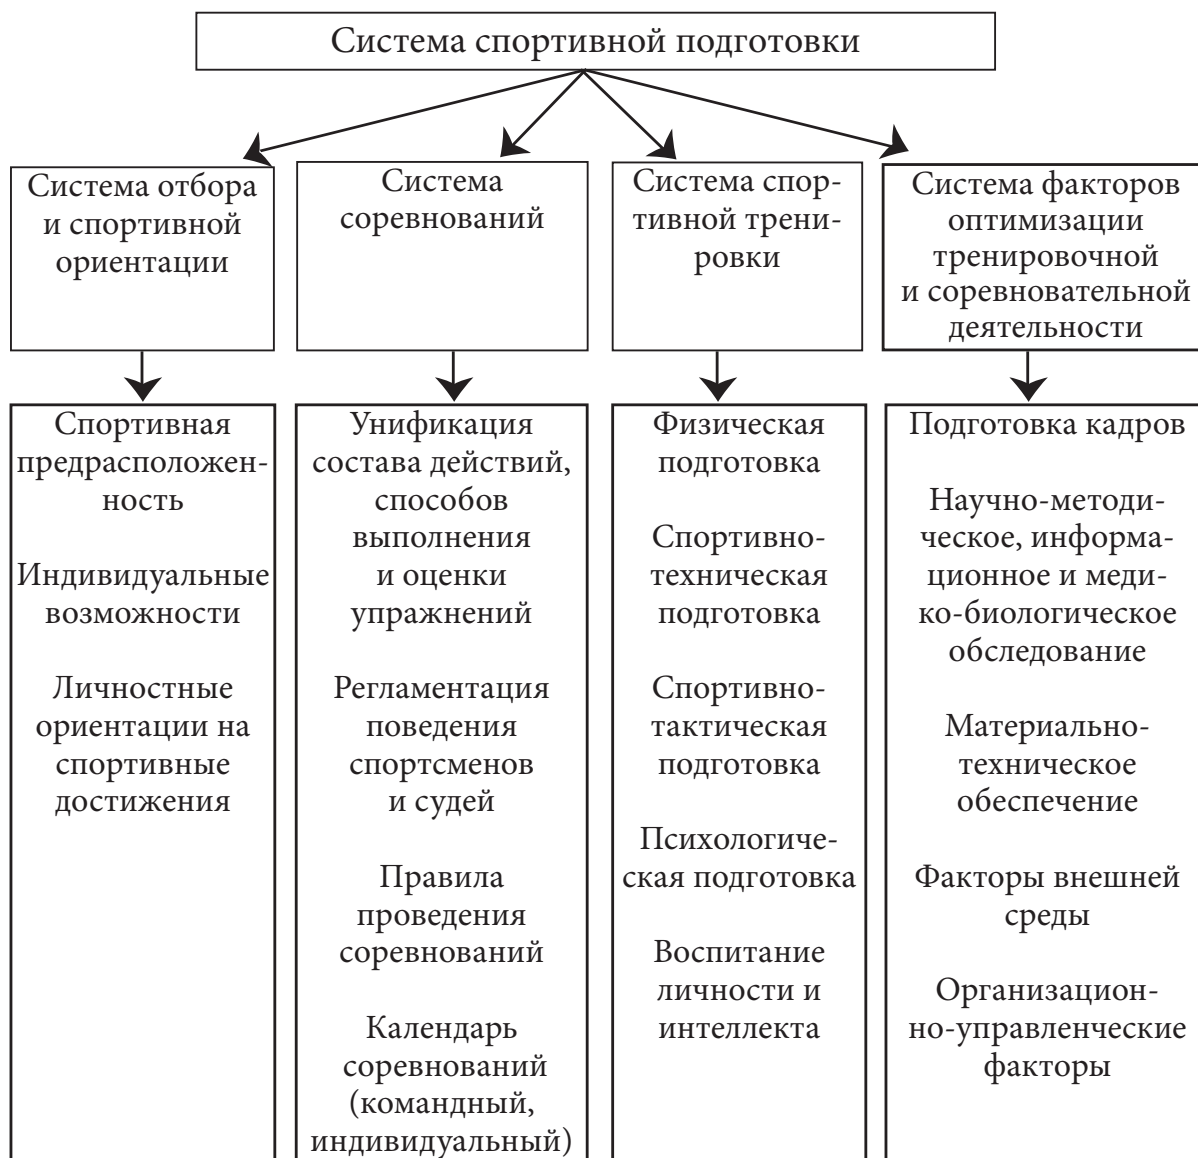 Система спортивной подготовки
Система отбора
и спортивной
ориентации
Система
соревнований
Система спор-
тивной трени-
ровки
Система факторов
оптимизации
тренировочной
и соревновательной
деятельности
Спортивная
предрасположен-
ность
Индивидуальные
возможности
Личностные
ориентации на
спортивные
достижения
Унификация
состава действий,
способов
выполнения
и оценки
упражнений
Регламентация
поведения
спортсменов
и судей
Правила
проведения
соревнований
Календарь
соревнований
(командный,
индивидуальный)
Физическая
подготовка
Спортивно-
техническая
подготовка
Спортивно-
тактическая
подготовка
Психологиче-
ская подготовка
Воспитание
личности и
интеллекта
Подготовка кадров
Научно-методи-
ческое, информа-
ционное и меди-
ко-биологическое
обследование
Материально-
техническое
обеспечение
Факторы внешней
среды
Организацион-
но-управленческие
факторы